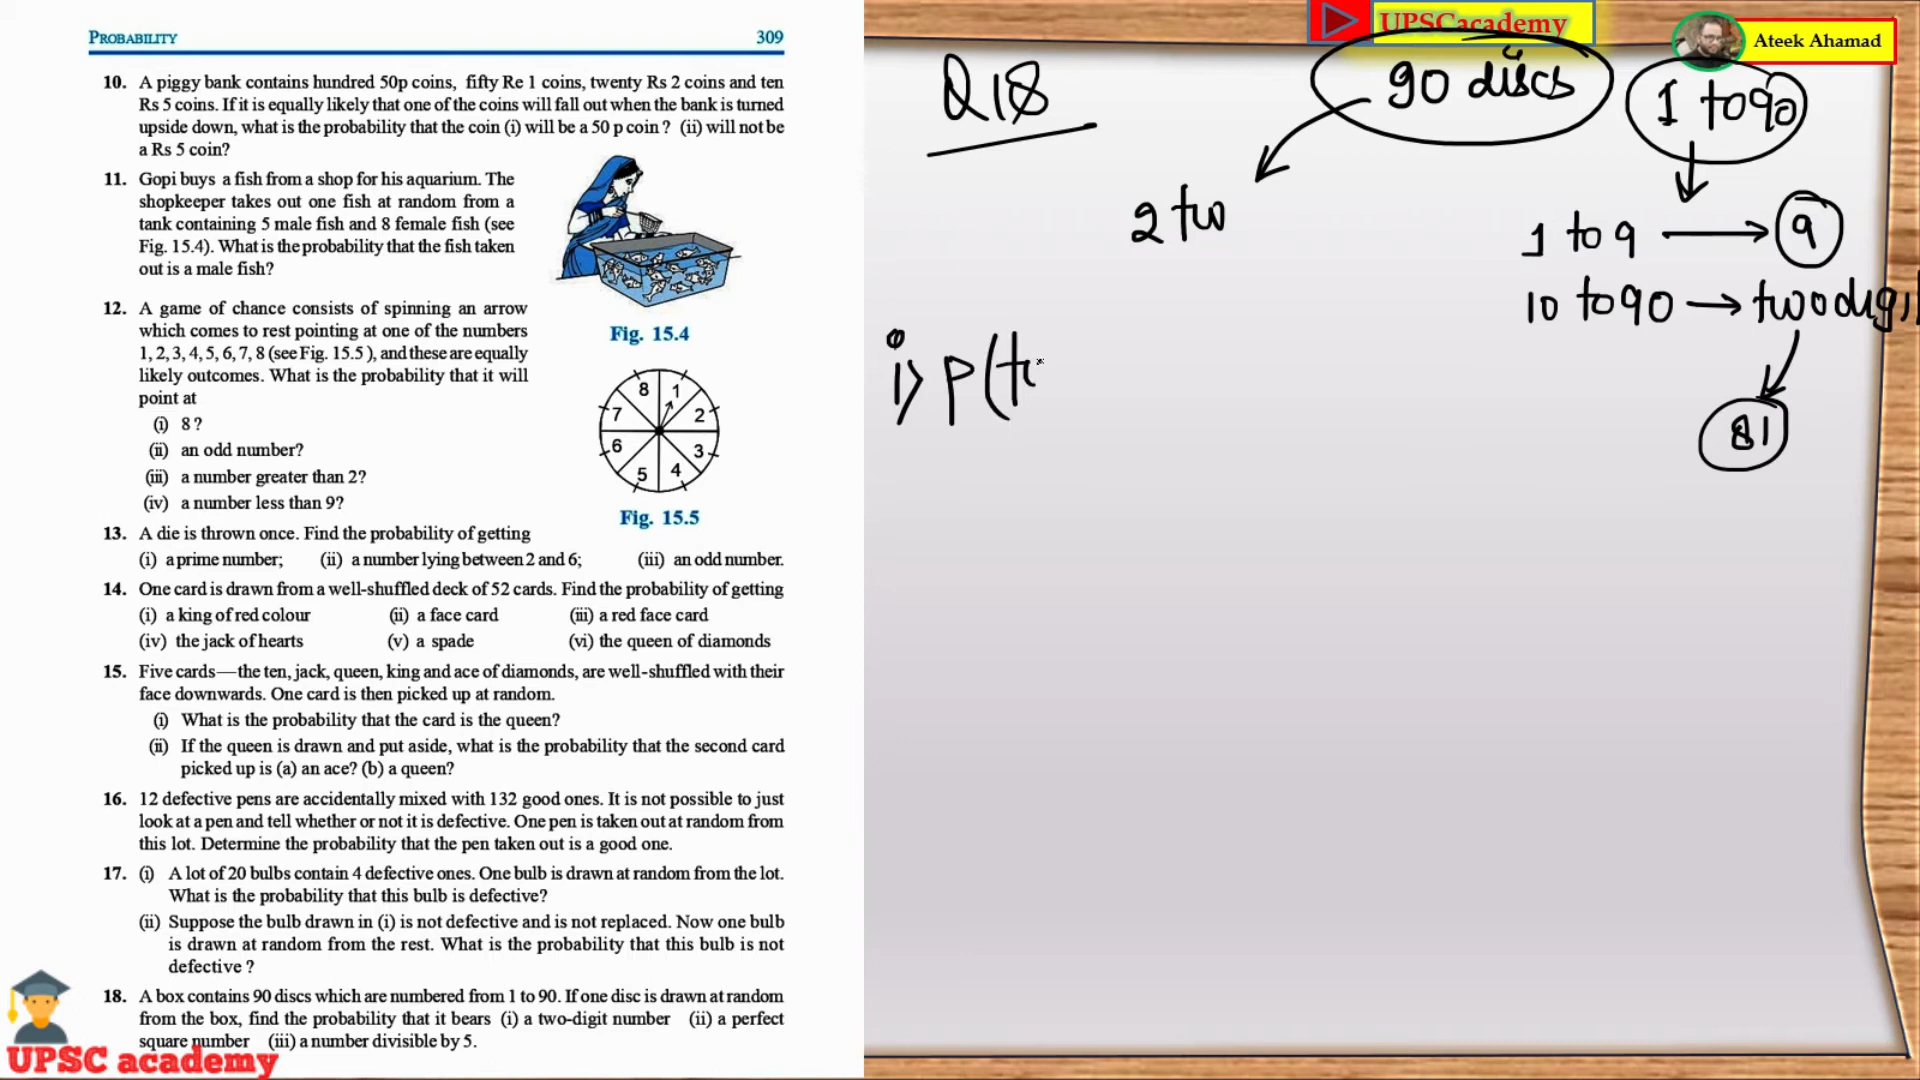 PROBABILITY 309
10. A piggy bank contains hundred 50p coins, fifty Re 1 coins, twenty Rs 2 coins and ten
Rs 5 coins. If it is equally likely that one of the coins will fall out when the bank is turned
upside down, what is the probability that the coin (i) will be a 50 p coin ? (ii) will not be
a Rs 5 coin?
11. Gopi buys a fish from a shop for his aquarium. The
shopkeeper takes out one fish at random from a
tank containing 5 male fish and 8 female fish (see
Fig. 15.4). What is the probability that the fish taken
out is a male fish?
Fig. 15.4
12. A game of chance consists of spinning an arrow
which comes to rest pointing at one of the numbers
1, 2, 3, 4, 5, 6, 7, 8 (see Fig. 15.5 ), and these are equally
likely outcomes. What is the probability that it will
point at
(i) 8 ?
(ii) an odd number?
(iii) a number greater than 2?
(iv) a number less than 9?
8 1
7 2
6 3
5 4
Fig. 15.5
13. A die is thrown once. Find the probability of getting
(i) a prime number; (ii) a number lying between 2 and 6; (iii) an odd number.
14. One card is drawn from a well-shuffled deck of 52 cards. Find the probability of getting
(i) a king of red colour (ii) a face card (iii) a red face card
(iv) the jack of hearts (v) a spade (vi) the queen of diamonds
15. Five cards—the ten, jack, queen, king and ace of diamonds, are well-shuffled with their
face downwards. One card is then picked up at random.
(i) What is the probability that the card is the queen?
(ii) If the queen is drawn and put aside, what is the probability that the second card
picked up is (a) an ace? (b) a queen?
16. 12 defective pens are accidentally mixed with 132 good ones. It is not possible to just
look at a pen and tell whether or not it is defective. One pen is taken out at random from
this lot. Determine the probability that the pen taken out is a good one.
17. (i) A lot of 20 bulbs contain 4 defective ones. One bulb is drawn at random from the lot.
What is the probability that this bulb is defective?
(ii) Suppose the bulb drawn in (i) is not defective and is not replaced. Now one bulb
is drawn at random from the rest. What is the probability that this bulb is not
defective ?
18. A box contains 90 discs which are numbered from 1 to 90. If one disc is drawn at random
from the box, find the probability that it bears (i) a two-digit number (ii) a perfect
square number (iii) a number divisible by 5.
UPSC academy
UPSCacademy
Ateek Ahamad
Q18
90 discs
1 to 90
2 two
1 to 9 → 9
10 to 90 → two digi
81
i) P(t